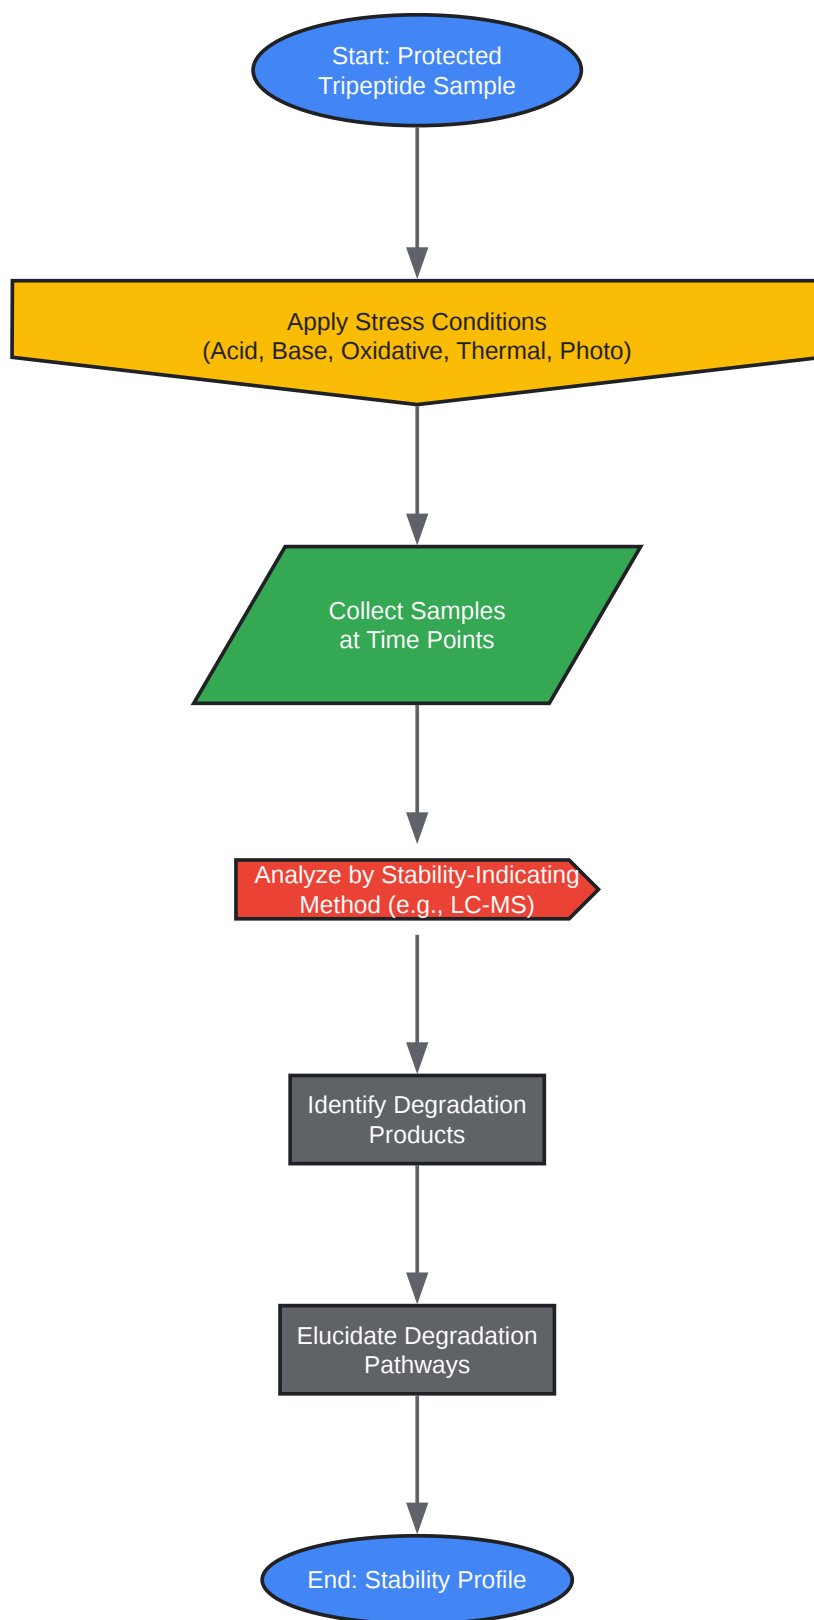 Start: Protected
Tripeptide Sample
Apply Stress Conditions
(Acid, Base, Oxidative, Thermal, Photo)
Collect Samples
at Time Points
Analyze by Stability-Indicating
Method (e.g., LC-MS)
Identify Degradation
Products
Elucidate Degradation
Pathways
End: Stability Profile